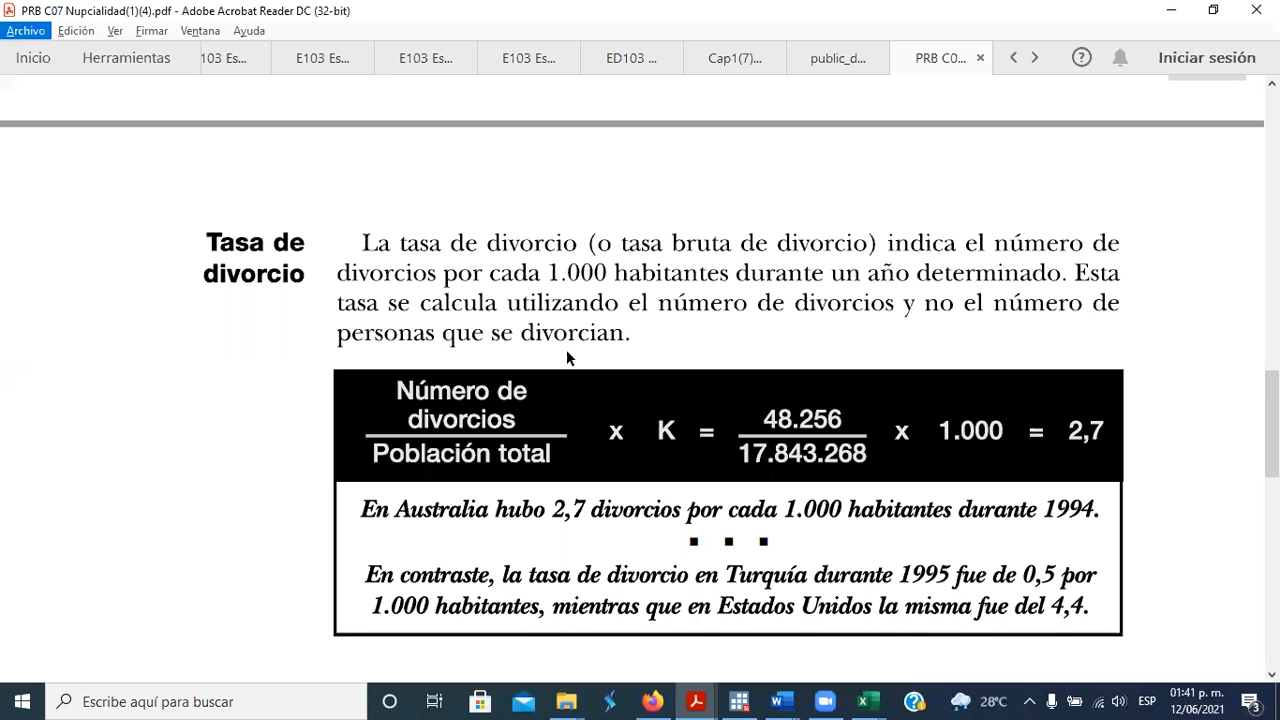 PRB C07 Nupcialidad(1)(4).pdf - Adobe Acrobat Reader DC (32-bit)
Archivo Edición Ver Firmar Ventana Ayuda
Inicio Herramientas 103 Es... E103 Es... E103 Es... E103 Es... ED103 ... Cap1(7)... public_d... PRB C0... × Iniciar sesión
Tasa de
divorcio
La tasa de divorcio (o tasa bruta de divorcio) indica el número de
divorcios por cada 1.000 habitantes durante un año determinado. Esta
tasa se calcula utilizando el número de divorcios y no el número de
personas que se divorcian.
Número de
divorcios
Población total
x K = 48.256
17.843.268
x 1.000 = 2,7
En Australia hubo 2,7 divorcios por cada 1.000 habitantes durante 1994.
En contraste, la tasa de divorcio en Turquía durante 1995 fue de 0,5 por
1.000 habitantes, mientras que en Estados Unidos la misma fue del 4,4.
Escribe aquí para buscar
28°C
ESP
01:41 p. m.
12/06/2021
3